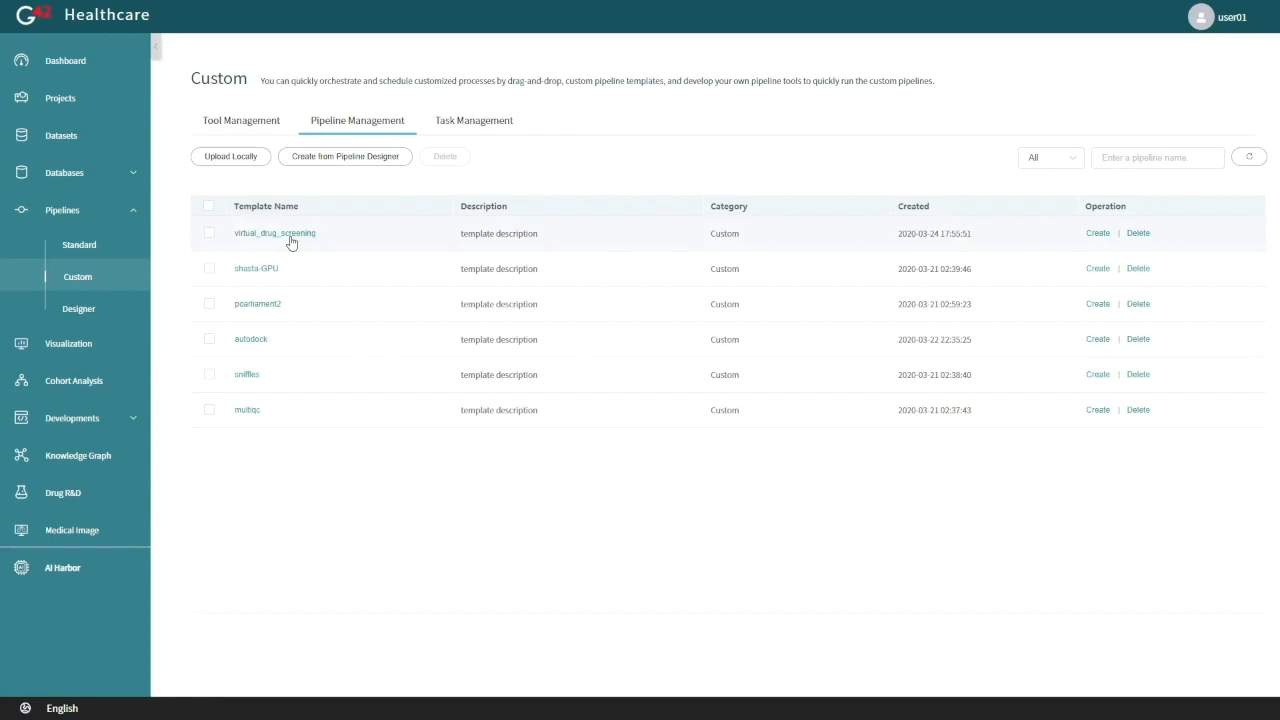 G42 Healthcare
user01
Dashboard
Projects
Datasets
Databases
Pipelines
Standard
Custom
Designer
Visualization
Cohort Analysis
Developments
Knowledge Graph
Drug R&D
Medical Image
AI Harbor
Custom You can quickly orchestrate and schedule customized processes by drag-and-drop, custom pipeline templates, and develop your own pipeline tools to quickly run the custom pipelines.
Tool Management Pipeline Management Task Management
Upload Locally Create from Pipeline Designer Delete All Enter a pipeline name
Template Name Description Category Created Operation
virtual_drug_screening template description Custom 2020-03-24 17:55:51 Create | Delete
shasta-GPU template description Custom 2020-03-21 02:39:46 Create | Delete
poarliament2 template description Custom 2020-03-21 02:59:23 Create | Delete
autodock template description Custom 2020-03-22 22:35:25 Create | Delete
sniffles template description Custom 2020-03-21 02:38:40 Create | Delete
multiqc template description Custom 2020-03-21 02:37:43 Create | Delete
English